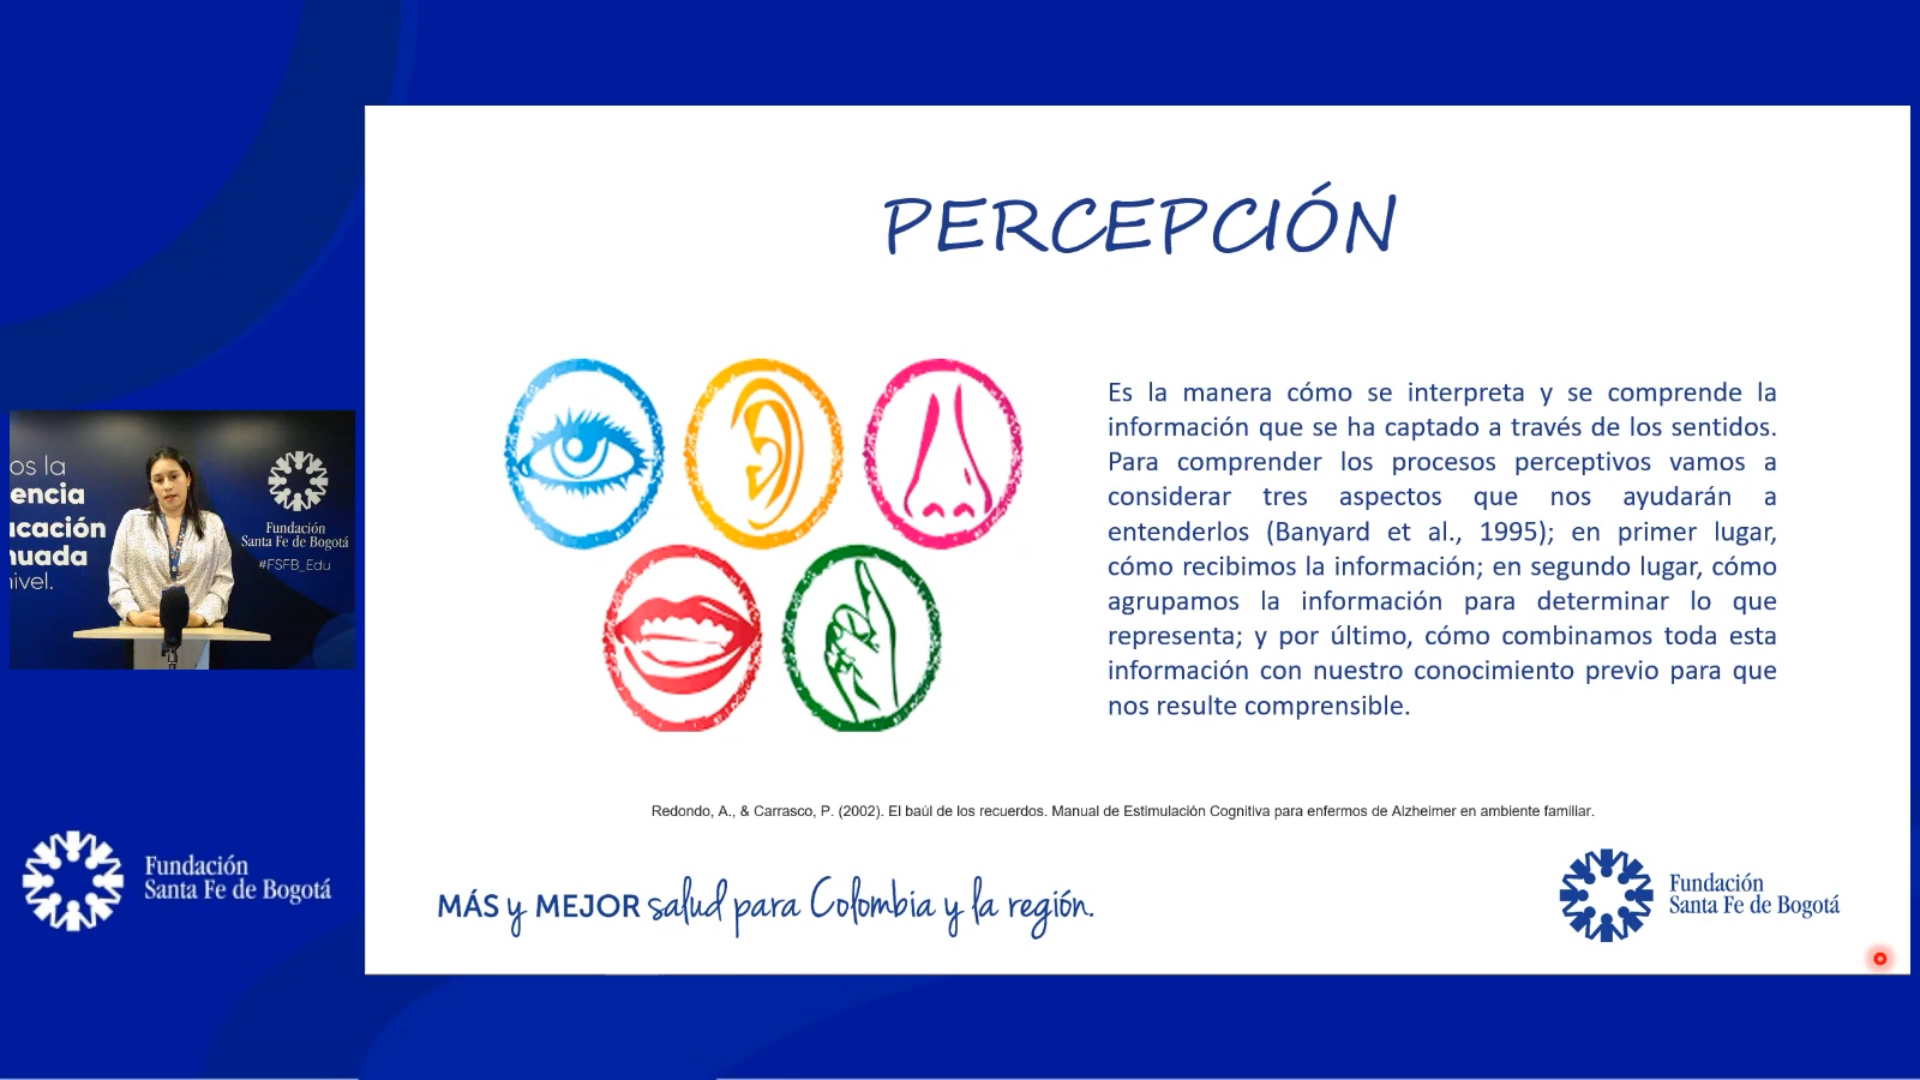 PERCEPCIÓN
Es la manera cómo se interpreta y se comprende la
información que se ha captado a través de los sentidos.
Para comprender los procesos perceptivos vamos a
considerar tres aspectos que nos ayudarán a
entenderlos (Banyard et al., 1995); en primer lugar,
cómo recibimos la información; en segundo lugar, cómo
agrupamos la información para determinar lo que
representa; y por último, cómo combinamos toda esta
información con nuestro conocimiento previo para que
nos resulte comprensible.
Redondo, A., & Carrasco, P. (2002). El baúl de los recuerdos. Manual de Estimulación Cognitiva para enfermos de Alzheimer en ambiente familiar.
MÁS y MEJOR salud para Colombia y la región.
Fundación
Santa Fe de Bogotá
os la
encia
ucación
nuada
nivel.
Fundación
Santa Fe de Bogotá
#FSFB_Edu
Fundación
Santa Fe de Bogotá